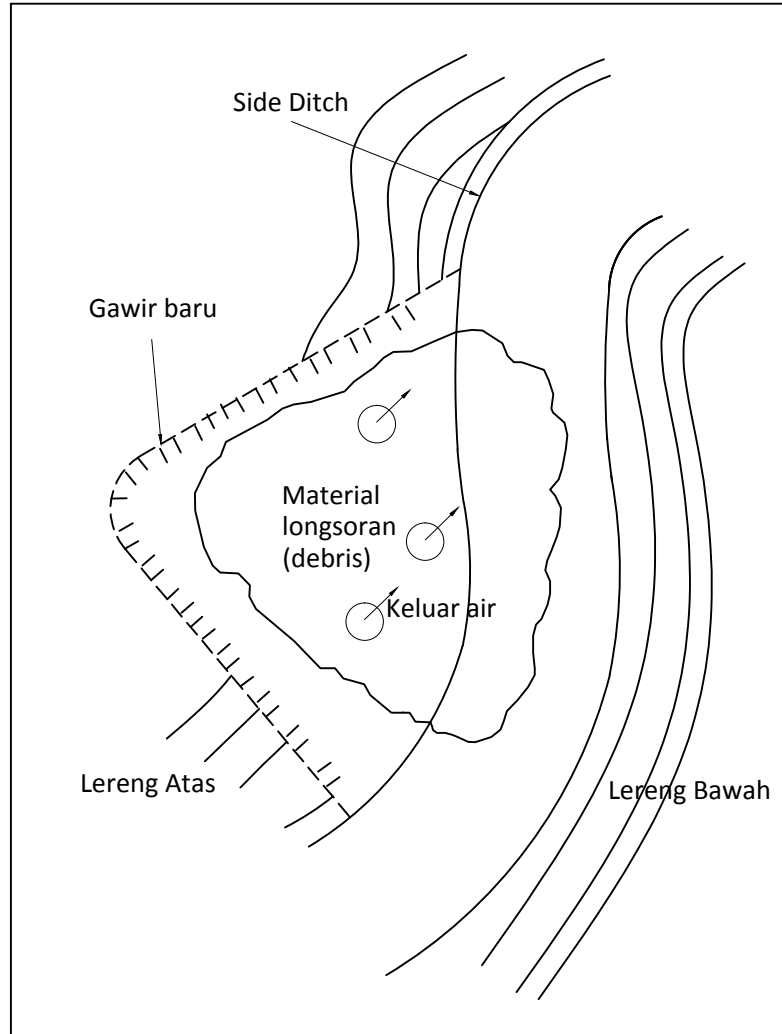 Side Ditch
Gawir baru
Material
longsoran
(debris)
Keluar air
Lereng Atas
Lereng Bawah